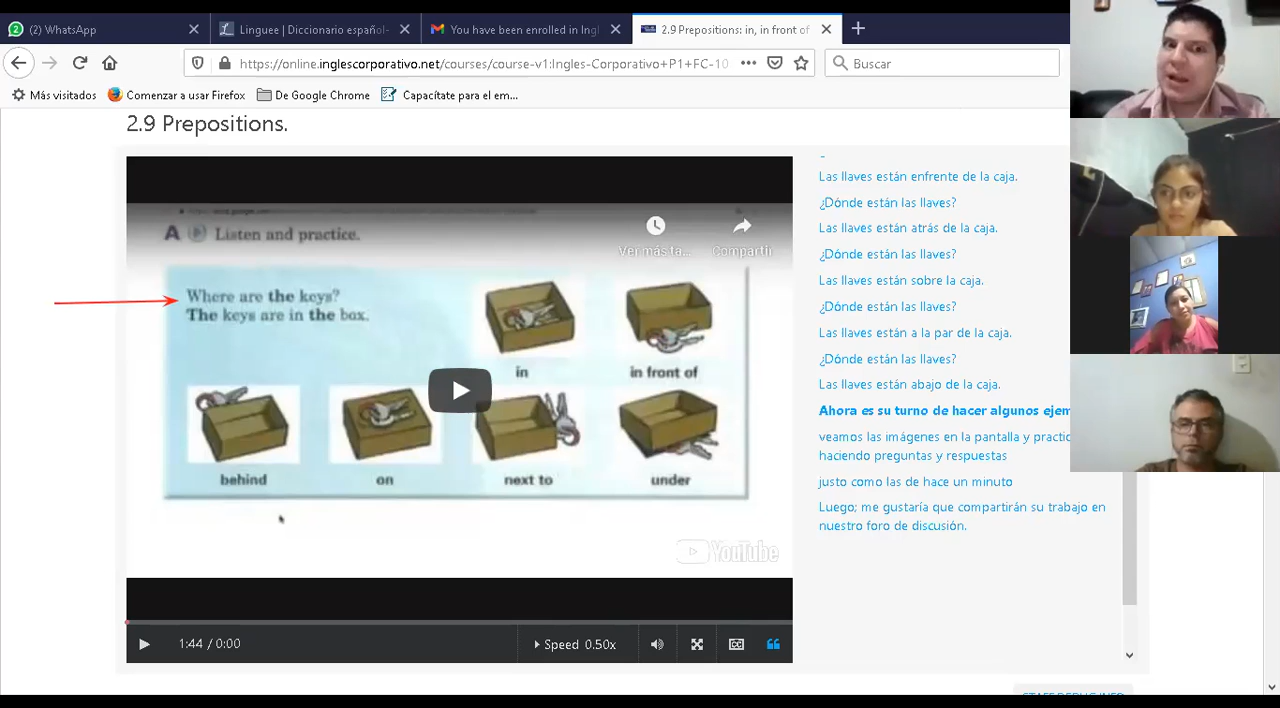 (2) WhatsApp
Linguee | Diccionario español-
You have been enrolled in Ingl
2.9 Prepositions: in, in front of
https://online.inglescorporativo.net/courses/course-v1:Ingles-Corporativo+P1+FC-10
Buscar
Más visitados
Comenzar a usar Firefox
De Google Chrome
Capacítate para el em...
2.9 Prepositions.
A Listen and practice.
Ver más ta...
Compartir
Where are the keys?
The keys are in the box.
in
in front of
behind
on
next to
under
YouTube
1:44 / 0:00
Speed 0.50x
Las llaves están enfrente de la caja.
¿Dónde están las llaves?
Las llaves están atrás de la caja.
¿Dónde están las llaves?
Las llaves están sobre la caja.
¿Dónde están las llaves?
Las llaves están a la par de la caja.
¿Dónde están las llaves?
Las llaves están abajo de la caja.
Ahora es su turno de hacer algunos ejem
veamos las imágenes en la pantalla y practic
haciendo preguntas y respuestas
justo como las de hace un minuto
Luego; me gustaría que compartirán su trabajo en
nuestro foro de discusión.
STAFF DEBUG INFO